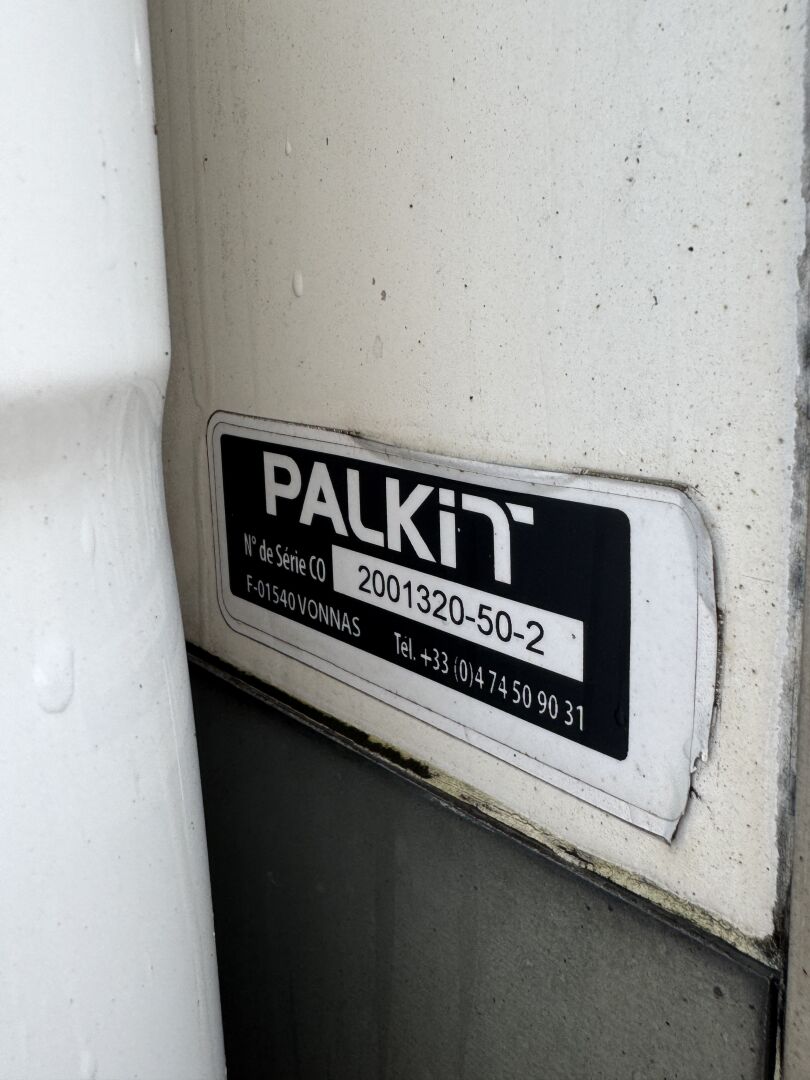 PALKiT
N° de Série CO 2001320-50-2
F-01540 VONNAS
Tél. +33 (0)4 74 50 90 31